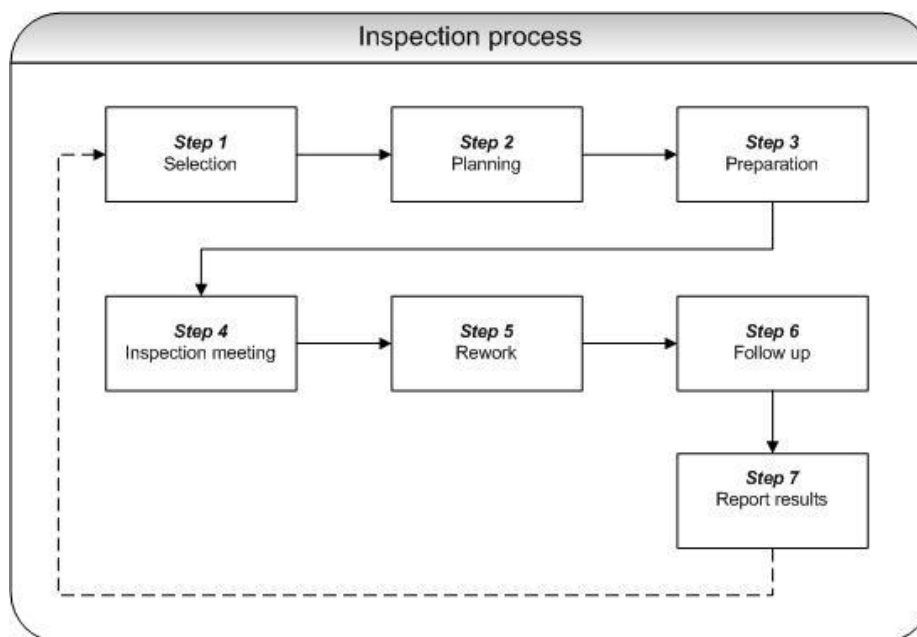 Inspection process
Step 1
Selection
Step 2
Planning
Step 3
Preparation
Step 4
Inspection meeting
Step 5
Rework
Step 6
Follow up
Step 7
Report results